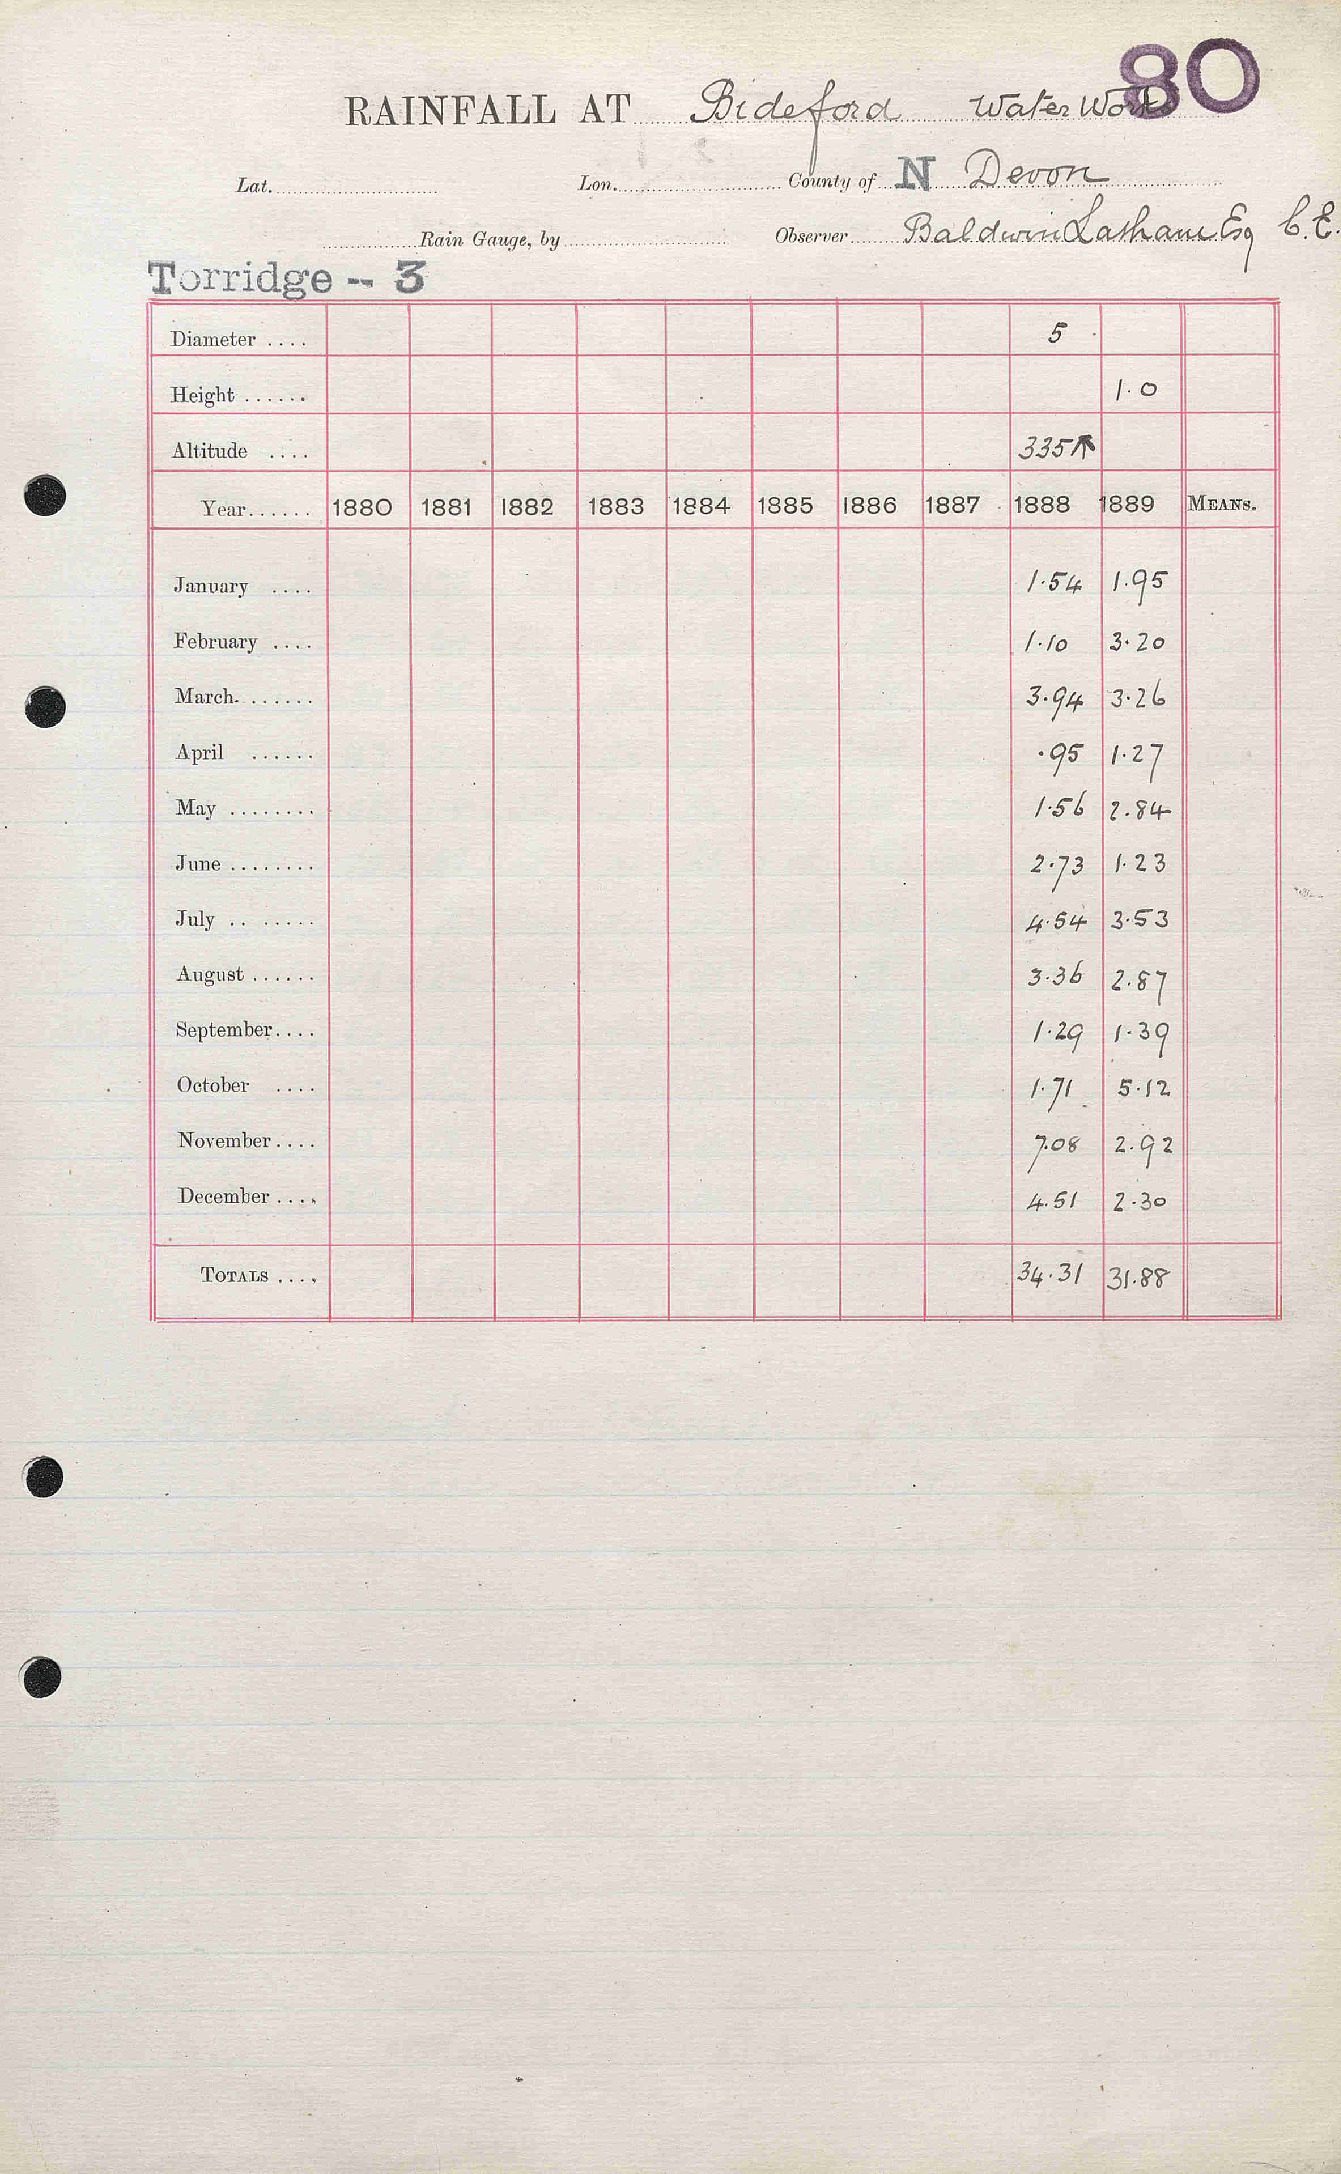 80
RAINFALL AT Bideford Water Works
Lat. Lon. County of N Devon
Rain Gauge, by Observer Baldwin Latham Esq C.E.
Torridge -- 3
Diameter .... 5
Height ...... 1.0
Altitude .... 335↑
Year...... 1880 1881 1882 1883 1884 1885 1886 1887 1888 1889 MEANS.
January .... 1.54 1.95
February .... 1.10 3.20
March....... 3.94 3.26
April ...... .95 1.27
May ........ 1.56 2.84
June ........ 2.73 1.23
July .. ...... 4.54 3.53
August ...... 3.36 2.87
September.... 1.29 1.39
October .... 1.71 5.12
November.... 7.08 2.92
December .... 4.51 2.30
TOTALS .... 34.31 31.88